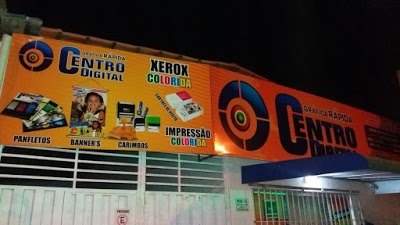 GRÁFICA RÁPIDA
CENTRO
DIGITAL
XEROX
COLORIDA
IMPRESSÃO
COLORIDA
PANFLETOS
BANNER'S
CARIMBOS
GRÁFICA RÁPIDA
CENTRO